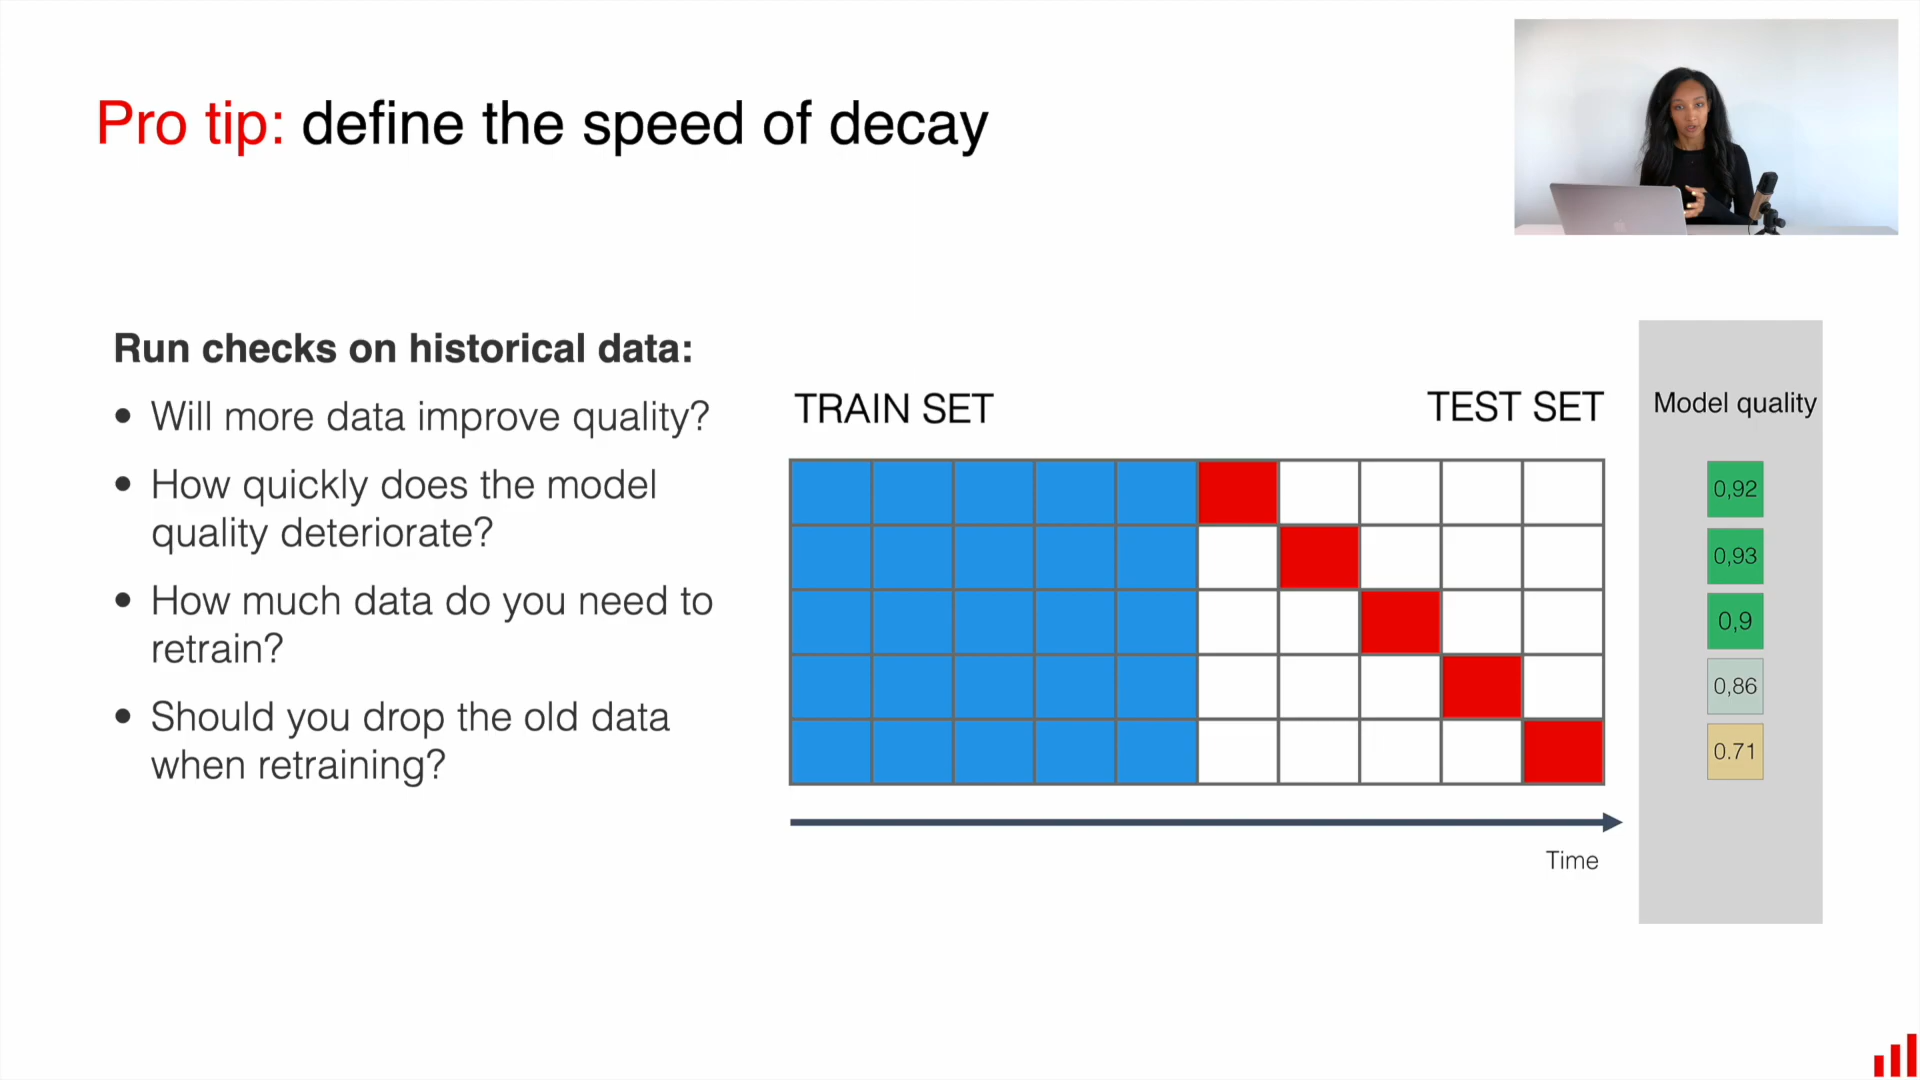 Pro tip: define the speed of decay
Run checks on historical data:
• Will more data improve quality?
• How quickly does the model
quality deteriorate?
• How much data do you need to
retrain?
• Should you drop the old data
when retraining?
TRAIN SET
TEST SET
Time
Model quality
0,92
0,93
0,9
0,86
0.71